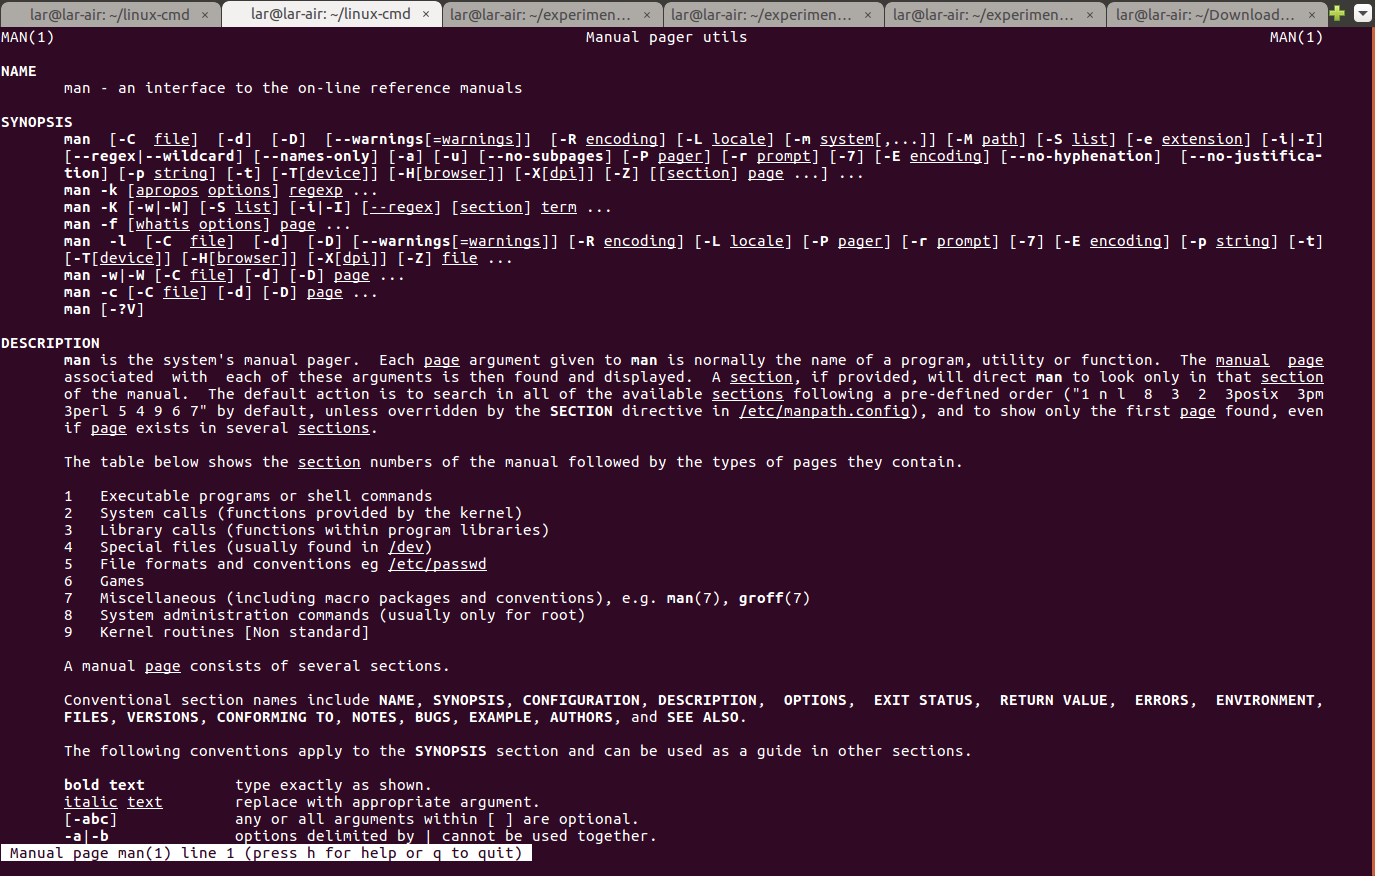 lar@lar-air: ~/linux-cmd × lar@lar-air: ~/linux-cmd × lar@lar-air: ~/experimen... × lar@lar-air: ~/experimen... × lar@lar-air: ~/experimen... × lar@lar-air: ~/Download... ×
MAN(1) Manual pager utils MAN(1)
NAME
man - an interface to the on-line reference manuals
SYNOPSIS
man [-C file] [-d] [-D] [--warnings[=warnings]] [-R encoding] [-L locale] [-m system[,...]] [-M path] [-S list] [-e extension] [-i|-I]
[--regex|--wildcard] [--names-only] [-a] [-u] [--no-subpages] [-P pager] [-r prompt] [-7] [-E encoding] [--no-hyphenation] [--no-justifica-
tion] [-p string] [-t] [-T[device]] [-H[browser]] [-X[dpi]] [-Z] [[section] page ...] ...
man -k [apropos options] regexp ...
man -K [-w|-W] [-S list] [-i|-I] [--regex] [section] term ...
man -f [whatis options] page ...
man -l [-C file] [-d] [-D] [--warnings[=warnings]] [-R encoding] [-L locale] [-P pager] [-r prompt] [-7] [-E encoding] [-p string] [-t]
[-T[device]] [-H[browser]] [-X[dpi]] [-Z] file ...
man -w|-W [-C file] [-d] [-D] page ...
man -c [-C file] [-d] [-D] page ...
man [-?V]
DESCRIPTION
man is the system's manual pager. Each page argument given to man is normally the name of a program, utility or function. The manual page
associated with each of these arguments is then found and displayed. A section, if provided, will direct man to look only in that section
of the manual. The default action is to search in all of the available sections following a pre-defined order ("1 n l 8 3 2 3posix 3pm
3perl 5 4 9 6 7" by default, unless overridden by the SECTION directive in /etc/manpath.config), and to show only the first page found, even
if page exists in several sections.
The table below shows the section numbers of the manual followed by the types of pages they contain.
1 Executable programs or shell commands
2 System calls (functions provided by the kernel)
3 Library calls (functions within program libraries)
4 Special files (usually found in /dev)
5 File formats and conventions eg /etc/passwd
6 Games
7 Miscellaneous (including macro packages and conventions), e.g. man(7), groff(7)
8 System administration commands (usually only for root)
9 Kernel routines [Non standard]
A manual page consists of several sections.
Conventional section names include NAME, SYNOPSIS, CONFIGURATION, DESCRIPTION, OPTIONS, EXIT STATUS, RETURN VALUE, ERRORS, ENVIRONMENT,
FILES, VERSIONS, CONFORMING TO, NOTES, BUGS, EXAMPLE, AUTHORS, and SEE ALSO.
The following conventions apply to the SYNOPSIS section and can be used as a guide in other sections.
bold text type exactly as shown.
italic text replace with appropriate argument.
[-abc] any or all arguments within [ ] are optional.
-a|-b options delimited by | cannot be used together.
Manual page man(1) line 1 (press h for help or q to quit)